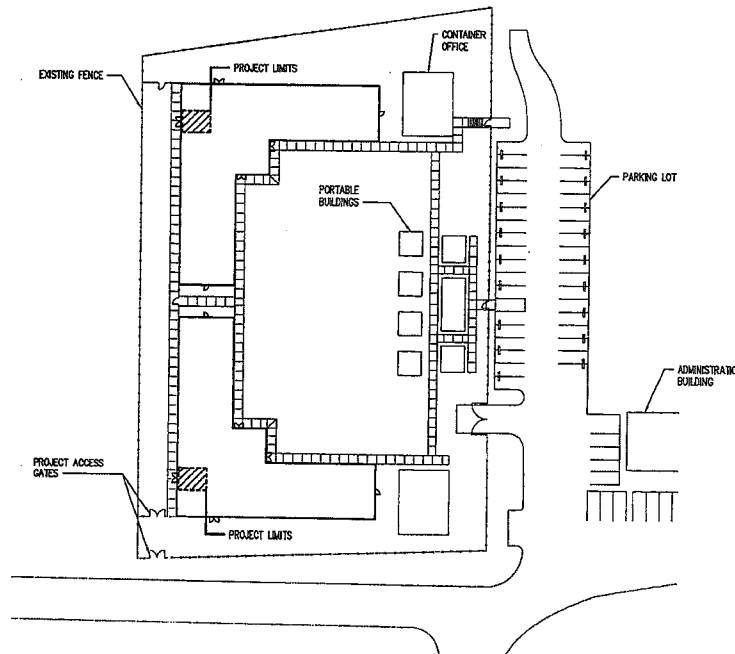 CONTAINER
OFFICE
PROJECT LIMITS
EXISTING FENCE
PARKING LOT
PORTABLE
BUILDINGS
ADMINISTRATIO
BUILDING
PROJECT ACCESS
GATES
PROJECT LIMITS